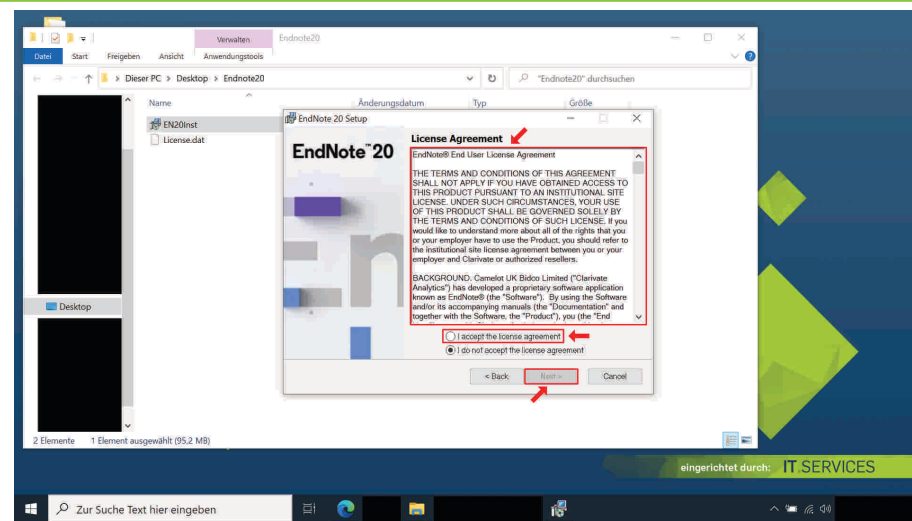 Verwalten
Endnote20
Datei Start Freigeben Ansicht Anwendungstools
> Dieser PC > Desktop > Endnote20
"Endnote20" durchsuchen
Name Änderungsdatum Typ Größe
EN20Inst
License.dat
Desktop
2 Elemente 1 Element ausgewählt (95,2 MB)
EndNote 20 Setup
EndNote™20
License Agreement
EndNote® End User License Agreement
THE TERMS AND CONDITIONS OF THIS AGREEMENT
SHALL NOT APPLY IF YOU HAVE OBTAINED ACCESS TO
THIS PRODUCT PURSUANT TO AN INSTITUTIONAL SITE
LICENSE. UNDER SUCH CIRCUMSTANCES, YOUR USE
OF THIS PRODUCT SHALL BE GOVERNED SOLELY BY
THE TERMS AND CONDITIONS OF SUCH LICENSE. If you
would like to understand more about all of the rights that you
or your employer have to use the Product, you should refer to
the institutional site license agreement between you or your
employer and Clarivate or authorized resellers.
BACKGROUND. Camelot UK Bidco Limited ("Clarivate
Analytics") has developed a proprietary software application
known as EndNote® (the "Software"). By using the Software
and/or its accompanying manuals (the "Documentation" and
together with the Software, the "Product"), you (the "End
I accept the license agreement
I do not accept the license agreement
< Back Next > Cancel
eingerichtet durch: IT.SERVICES
Zur Suche Text hier eingeben